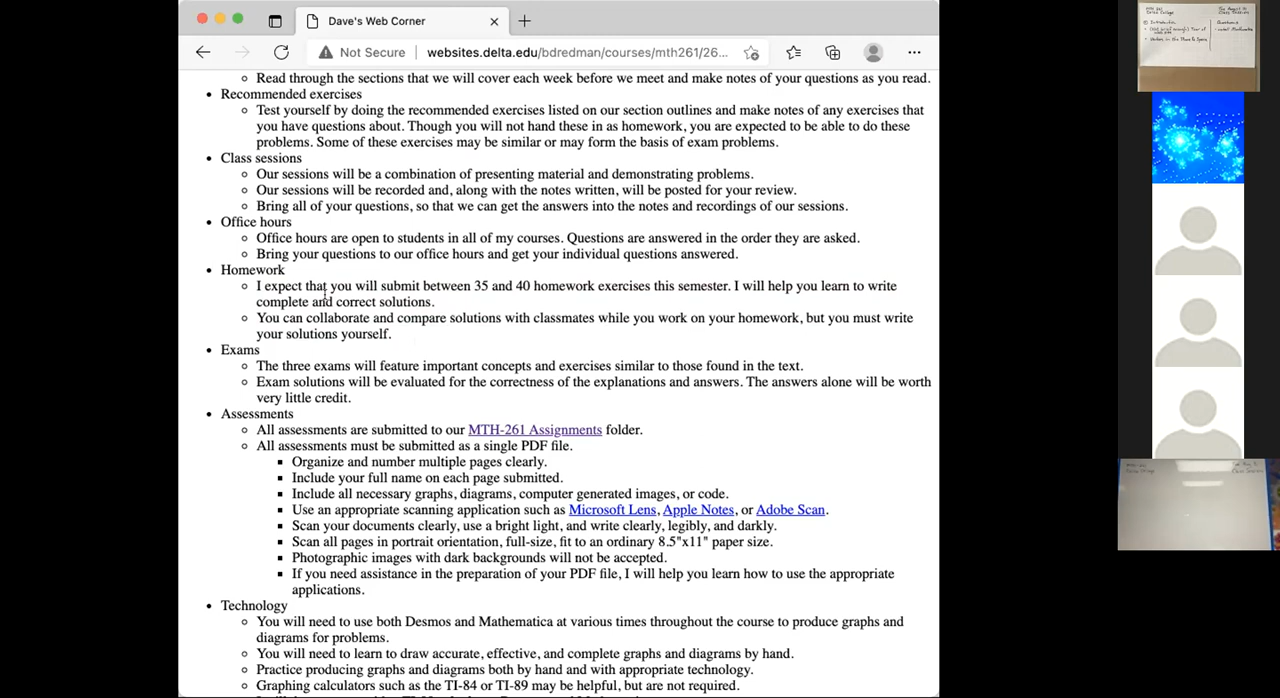 Dave's Web Corner
Not Secure
websites.delta.edu/bdredman/courses/mth261/26...
Read through the sections that we will cover each week before we meet and make notes of your questions as you read.
Recommended exercises
Test yourself by doing the recommended exercises listed on our section outlines and make notes of any exercises that
you have questions about. Though you will not hand these in as homework, you are expected to be able to do these
problems. Some of these exercises may be similar or may form the basis of exam problems.
Class sessions
Our sessions will be a combination of presenting material and demonstrating problems.
Our sessions will be recorded and, along with the notes written, will be posted for your review.
Bring all of your questions, so that we can get the answers into the notes and recordings of our sessions.
Office hours
Office hours are open to students in all of my courses. Questions are answered in the order they are asked.
Bring your questions to our office hours and get your individual questions answered.
Homework
I expect that you will submit between 35 and 40 homework exercises this semester. I will help you learn to write
complete and correct solutions.
You can collaborate and compare solutions with classmates while you work on your homework, but you must write
your solutions yourself.
Exams
The three exams will feature important concepts and exercises similar to those found in the text.
Exam solutions will be evaluated for the correctness of the explanations and answers. The answers alone will be worth
very little credit.
Assessments
All assessments are submitted to our MTH-261 Assignments folder.
All assessments must be submitted as a single PDF file.
Organize and number multiple pages clearly.
Include your full name on each page submitted.
Include all necessary graphs, diagrams, computer generated images, or code.
Use an appropriate scanning application such as Microsoft Lens, Apple Notes, or Adobe Scan.
Scan your documents clearly, use a bright light, and write clearly, legibly, and darkly.
Scan all pages in portrait orientation, full-size, fit to an ordinary 8.5"x11" paper size.
Photographic images with dark backgrounds will not be accepted.
If you need assistance in the preparation of your PDF file, I will help you learn how to use the appropriate
applications.
Technology
You will need to use both Desmos and Mathematica at various times throughout the course to produce graphs and
diagrams for problems.
You will need to learn to draw accurate, effective, and complete graphs and diagrams by hand.
Practice producing graphs and diagrams both by hand and with appropriate technology.
Graphing calculators such as the TI-84 or TI-89 may be helpful, but are not required.